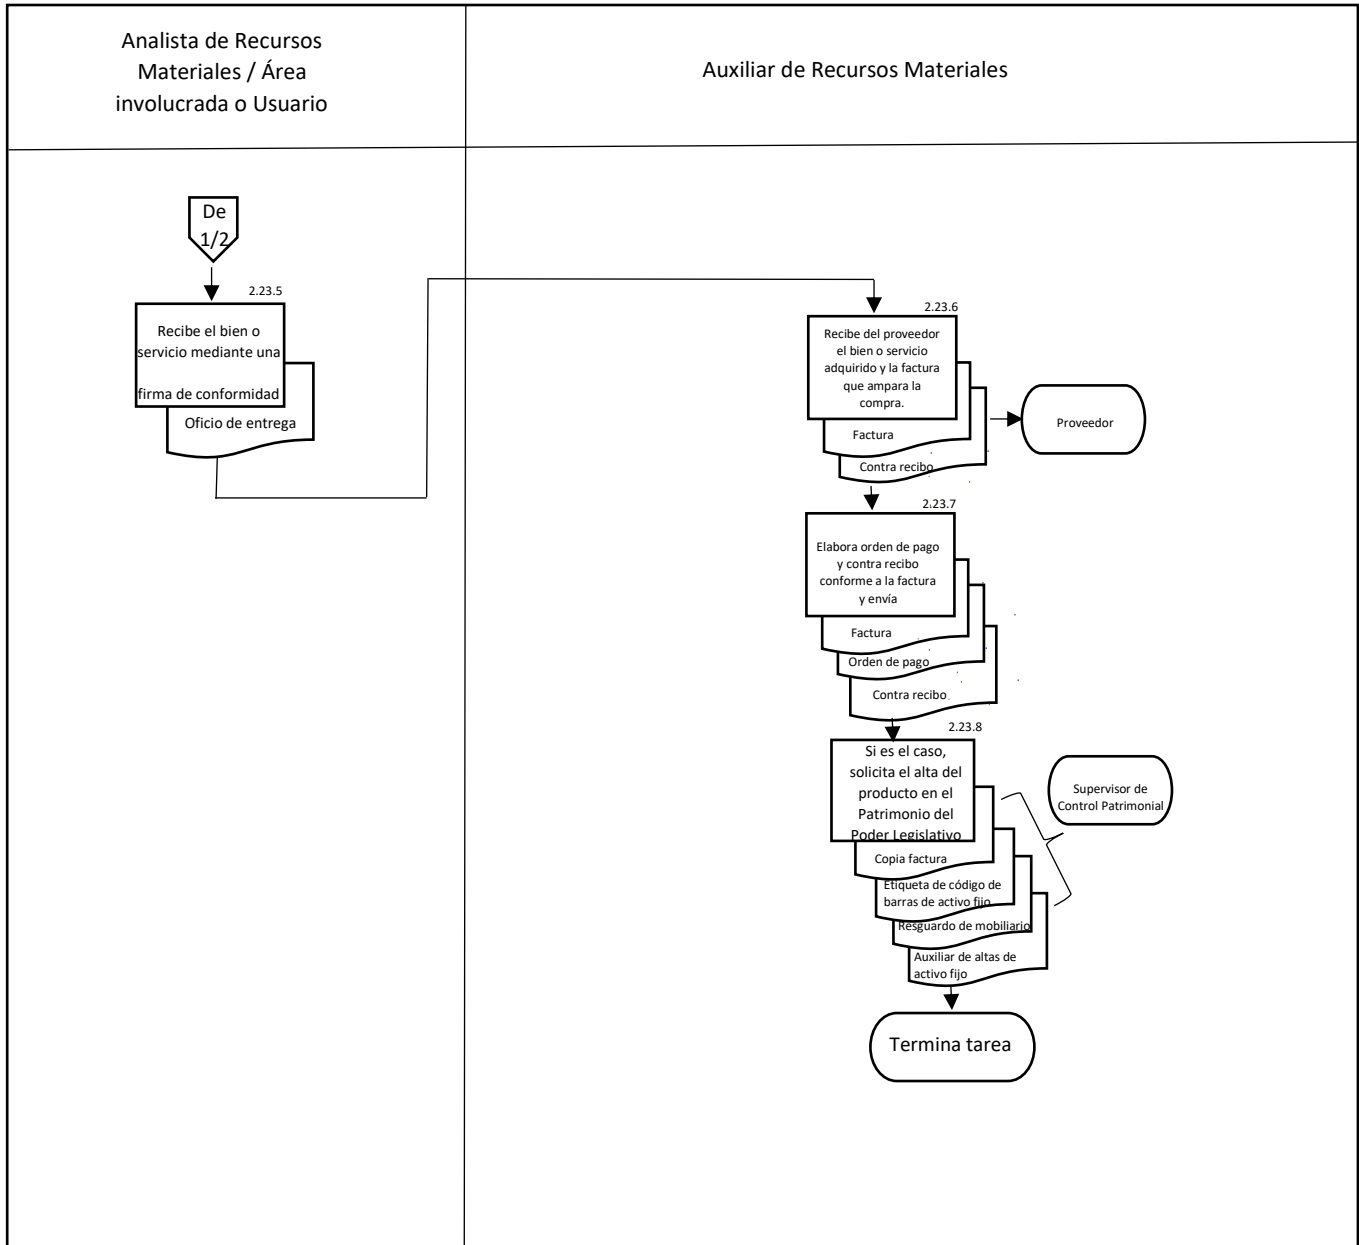 Analista de Recursos
Materiales / Área
involucrada o Usuario
Auxiliar de Recursos Materiales
De
1/2
2.23.5
Recibe el bien o
servicio mediante una
firma de conformidad
Oficio de entrega
2.23.6
Recibe del proveedor
el bien o servicio
adquirido y la factura
que ampara la
compra.
Factura
Contra recibo
Proveedor
2.23.7
Elabora orden de pago
y contra recibo
conforme a la factura
y envía
Factura
Orden de pago
Contra recibo
2.23.8
Si es el caso,
solicita el alta del
producto en el
Patrimonio del
Poder Legislativo
Copia factura
Etiqueta de código de
barras de activo fijo
Resguardo de mobiliario
Auxiliar de altas de
activo fijo
Supervisor de
Control Patrimonial
Termina tarea